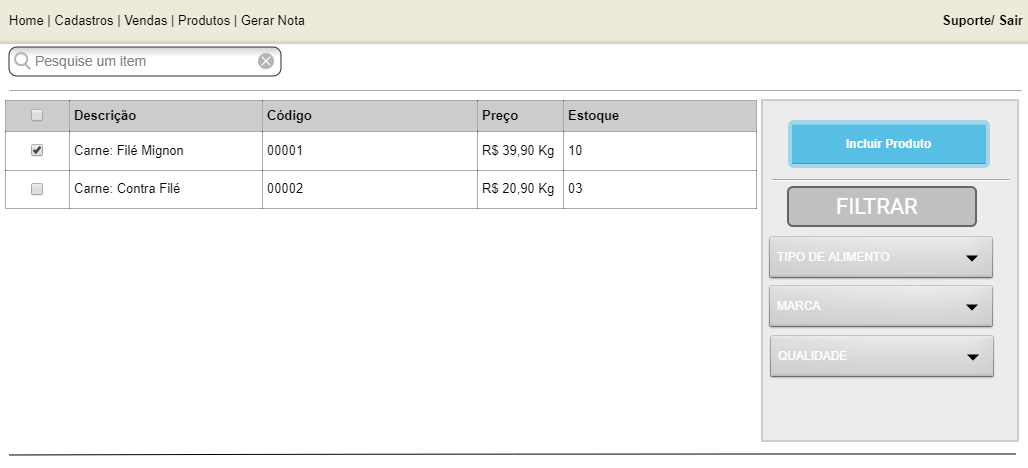 Home | Cadastros | Vendas | Produtos | Gerar Nota
Suporte/ Sair
Pesquise um item
Descrição Código Preço Estoque
Carne: Filé Mignon 00001 R$ 39,90 Kg 10
Carne: Contra Filé 00002 R$ 20,90 Kg 03
Incluir Produto
FILTRAR
TIPO DE ALIMENTO
MARCA
QUALIDADE